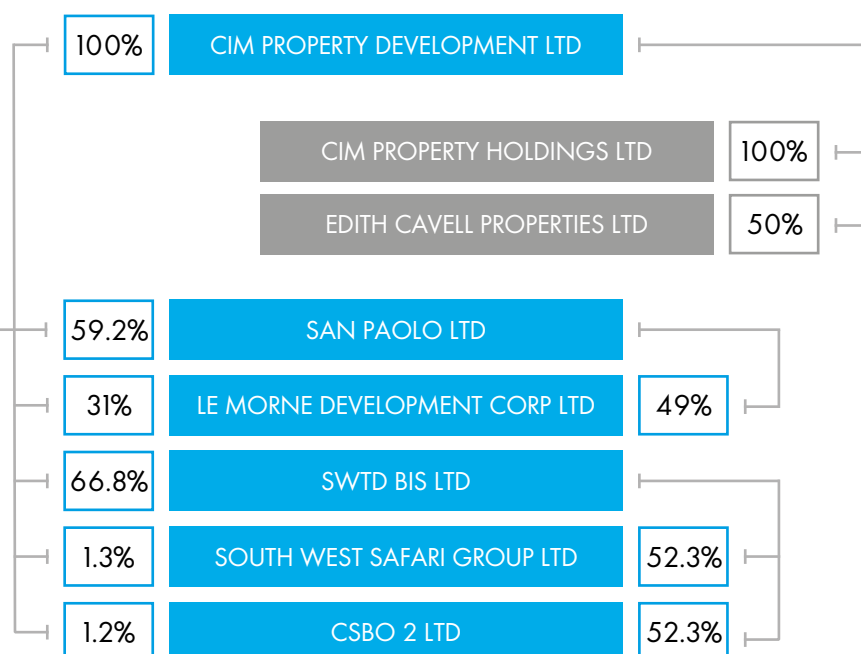 100% CIM PROPERTY DEVELOPMENT LTD
CIM PROPERTY HOLDINGS LTD 100%
EDITH CAVELL PROPERTIES LTD 50%
59.2% SAN PAOLO LTD
31% LE MORNE DEVELOPMENT CORP LTD 49%
66.8% SWTD BIS LTD
1.3% SOUTH WEST SAFARI GROUP LTD 52.3%
1.2% CSBO 2 LTD 52.3%